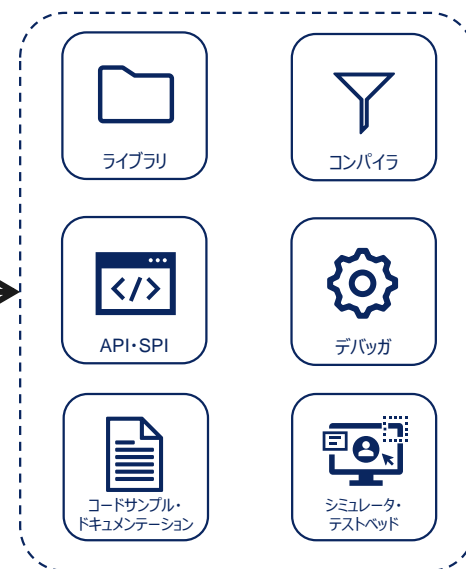 ライブラリ
コンパイラ
</>
API・SPI
デバッガ
コードサンプル・
ドキュメンテーション
シミュレータ・
テストベッド